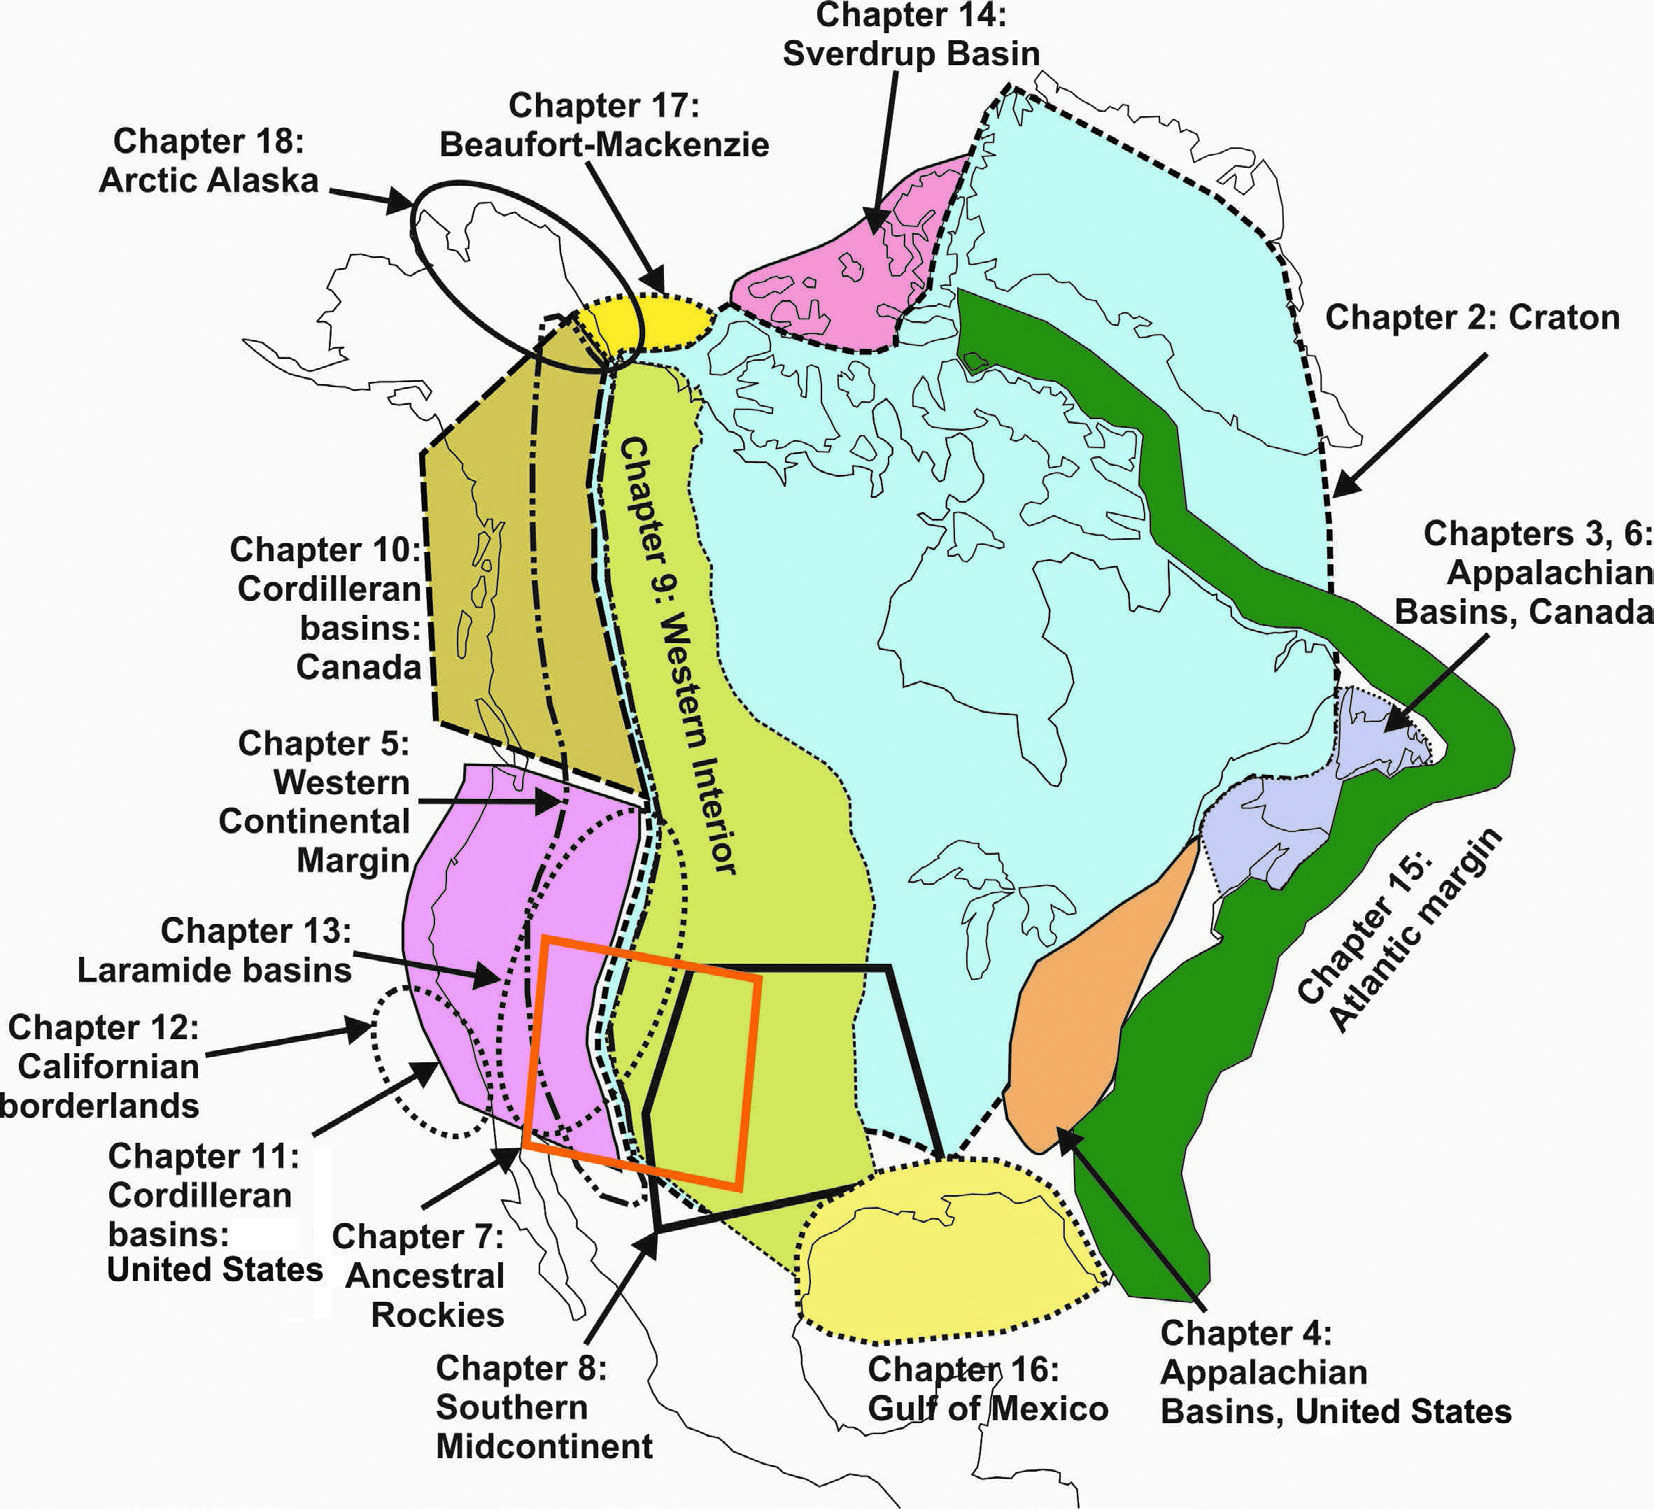 Chapter 14:
Sverdrup Basin
Chapter 17:
Beaufort-Mackenzie
Chapter 18:
Arctic Alaska
Chapter 2: Craton
Chapters 3, 6:
Appalachian
Basins, Canada
Chapter 9: Western Interior
Chapter 10:
Cordilleran
basins:
Canada
Chapter 5:
Western
Continental
Margin
Chapter 15:
Atlantic margin
Chapter 13:
Laramide basins
Chapter 12:
Californian
borderlands
Chapter 11:
Cordilleran
basins:
United States
Chapter 7:
Ancestral
Rockies
Chapter 8:
Southern
Midcontinent
Chapter 16:
Gulf of Mexico
Chapter 4:
Appalachian
Basins, United States